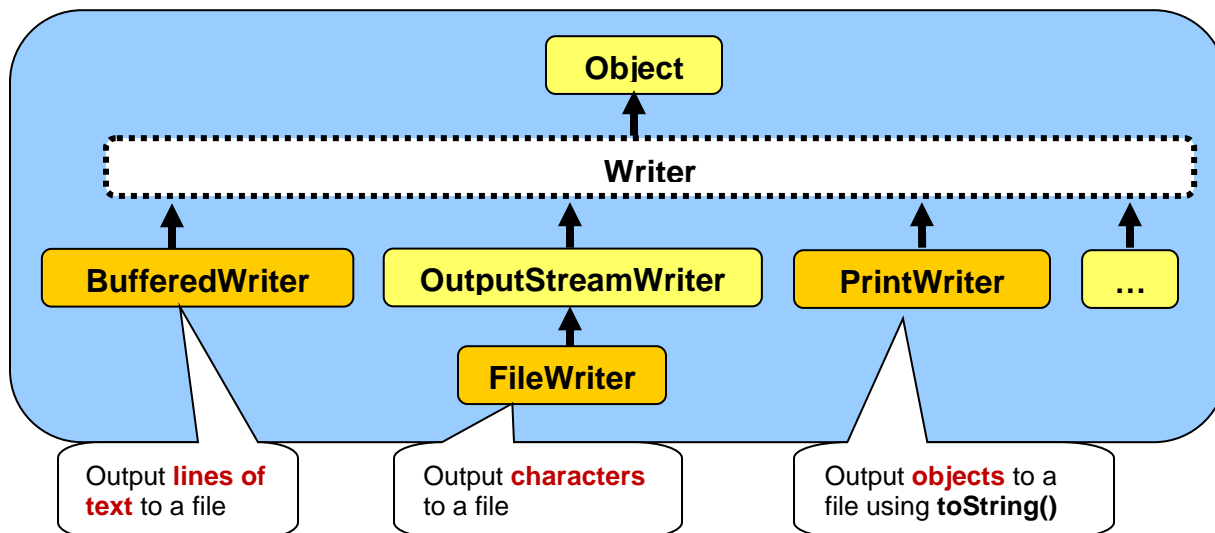 Object
Writer
BufferedWriter
OutputStreamWriter
PrintWriter
...
FileWriter
Output lines of
text to a file
Output characters
to a file
Output objects to a
file using toString()